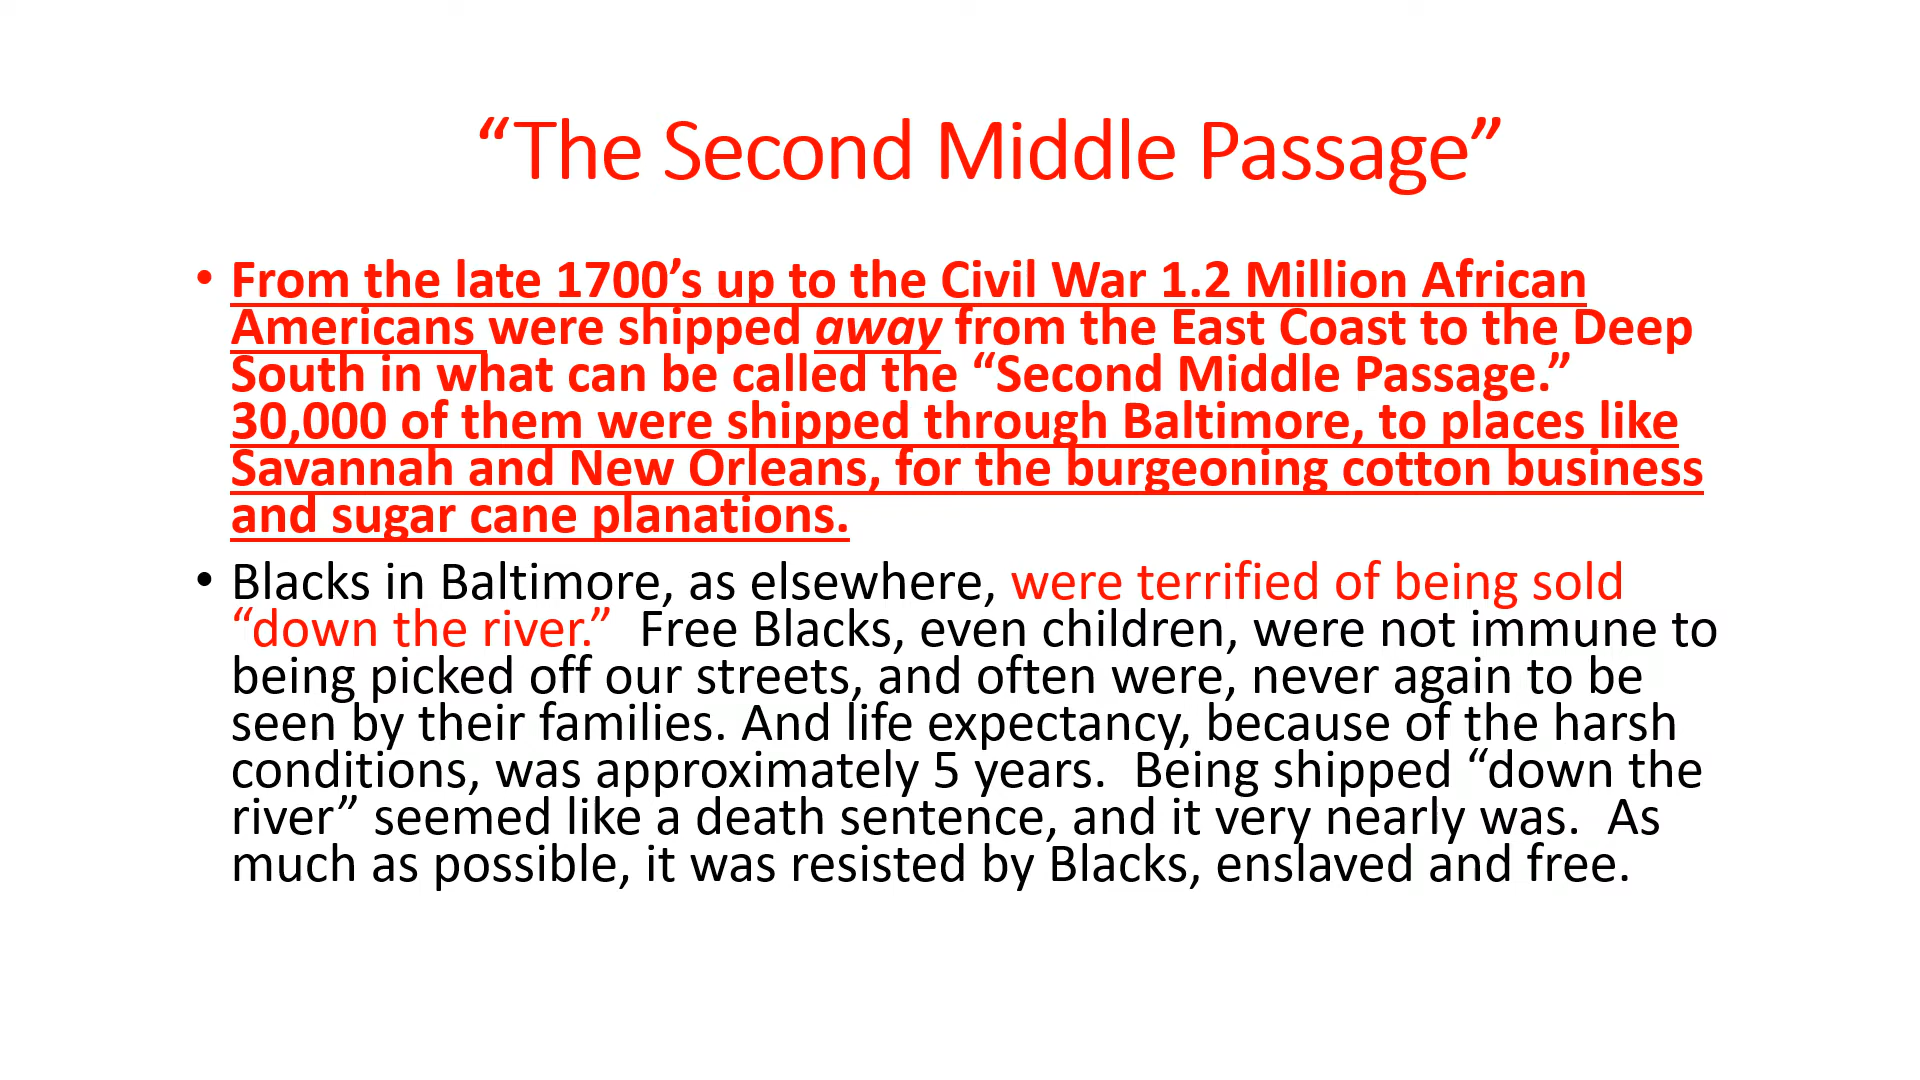 “The Second Middle Passage”
• From the late 1700’s up to the Civil War 1.2 Million African
Americans were shipped away from the East Coast to the Deep
South in what can be called the “Second Middle Passage.”
30,000 of them were shipped through Baltimore, to places like
Savannah and New Orleans, for the burgeoning cotton business
and sugar cane planations.
• Blacks in Baltimore, as elsewhere, were terrified of being sold
“down the river.”  Free Blacks, even children, were not immune to
being picked off our streets, and often were, never again to be
seen by their families. And life expectancy, because of the harsh
conditions, was approximately 5 years.  Being shipped “down the
river” seemed like a death sentence, and it very nearly was.  As
much as possible, it was resisted by Blacks, enslaved and free.